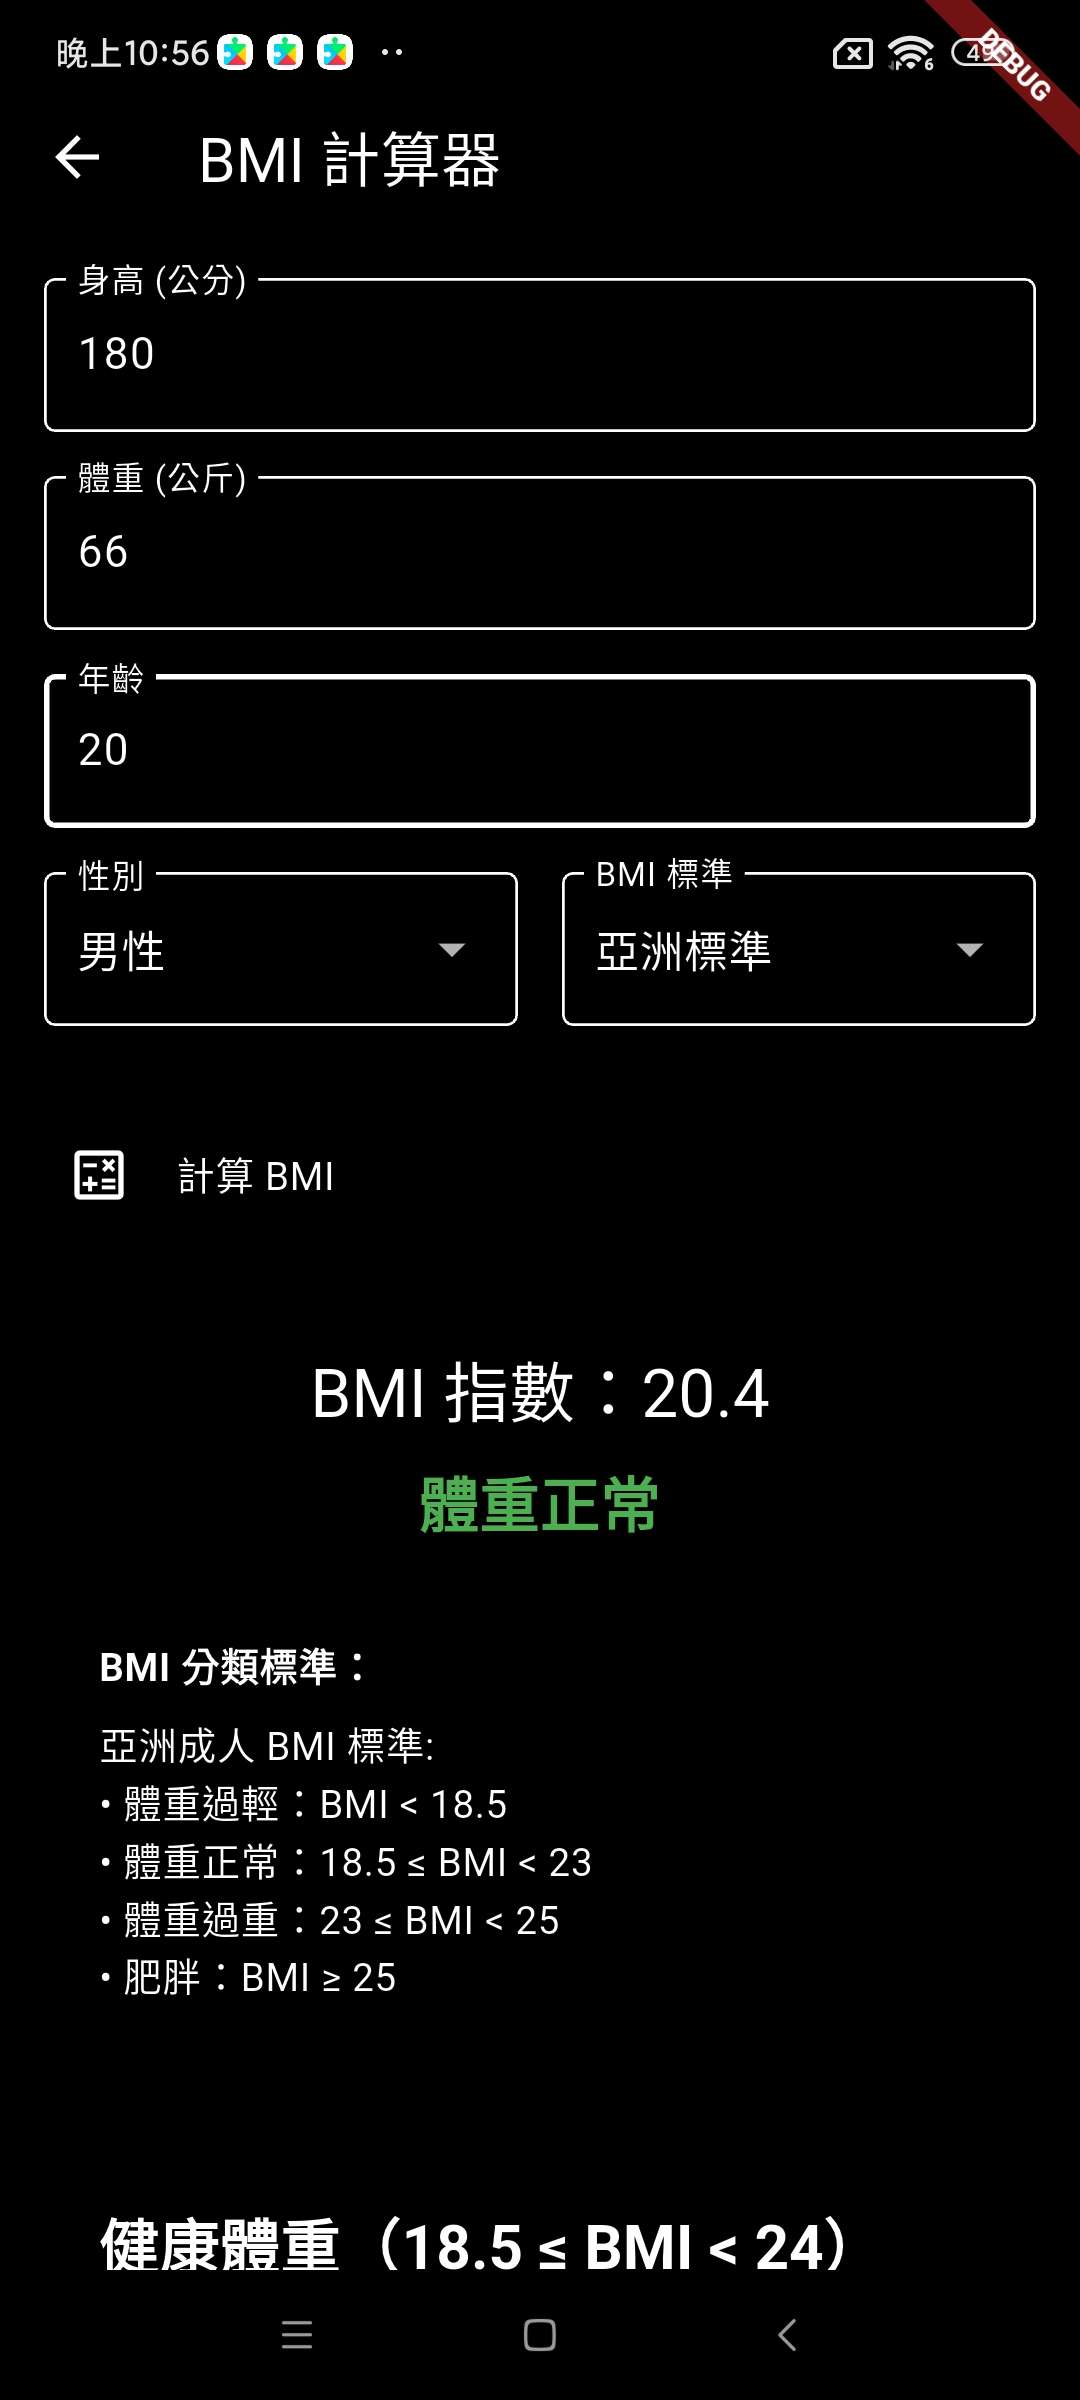 晚上10:56
DEBUG
BMI 計算器
身高 (公分)
180
體重 (公斤)
66
年齡
20
性別
BMI 標準
男性
亞洲標準
計算 BMI
BMI 指數：20.4
體重正常
BMI 分類標準：
亞洲成人 BMI 標準:
• 體重過輕：BMI < 18.5
• 體重正常：18.5 ≤ BMI < 23
• 體重過重：23 ≤ BMI < 25
• 肥胖：BMI ≥ 25
健康體重（18.5 ≤ BMI < 24）